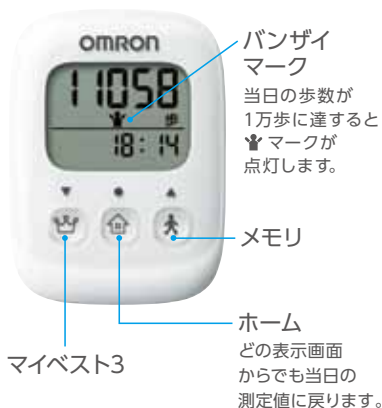 OMRON
11058
歩
18:14
バンザイ
マーク
当日の歩数が
1万歩に達すると
マークが
点灯します。
メモリ
ホーム
どの表示画面
からでも当日の
測定値に戻ります。
マイベスト3